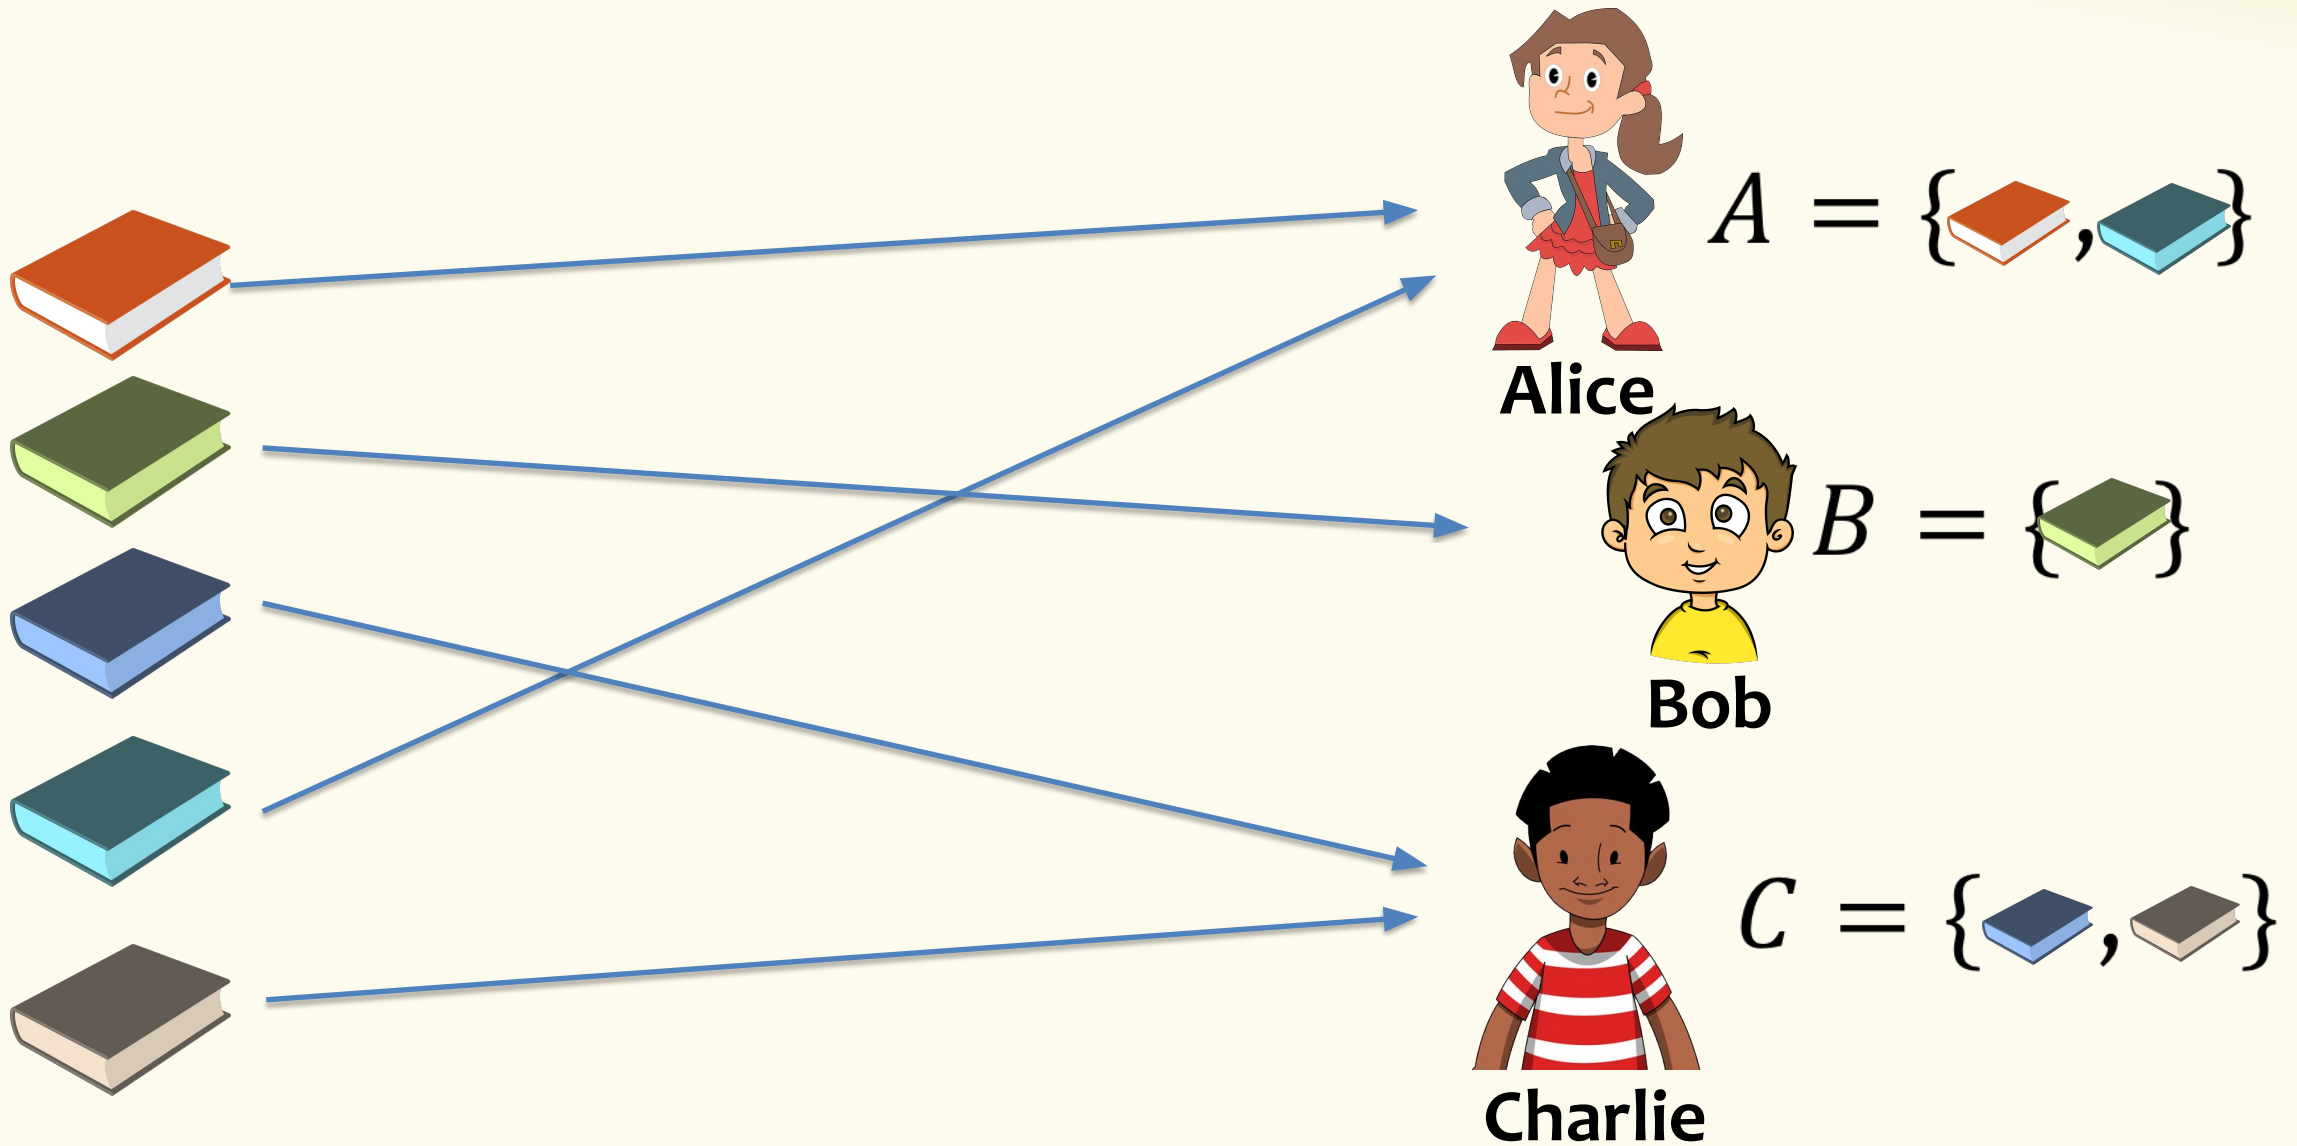 A = { , }
Alice
B = { }
Bob
C = { , }
Charlie